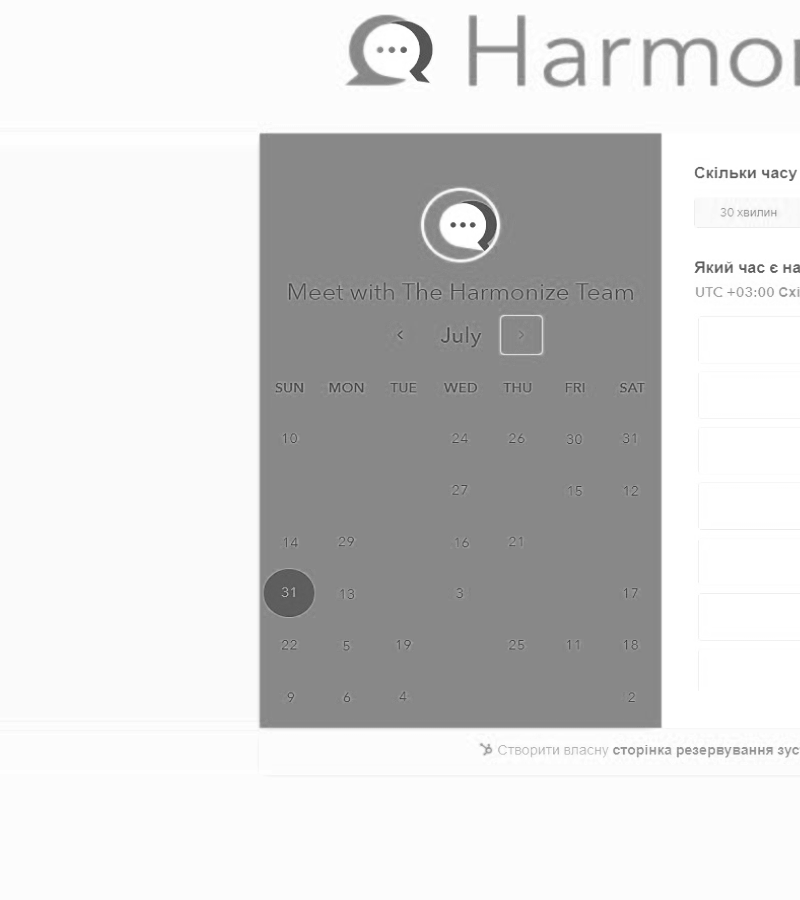 Harmon
Скільки часу
30 хвилин
Meet with The Harmonize Team
July
SUN MON TUE WED THU FRI SAT
10 24 26 30 31
27 15 12
14 29 16 21
31 13 3 17
22 5 19 25 11 18
9 6 4 2
Який час є на
UTC +03:00 Схі
Створити власну сторінка резервування зус